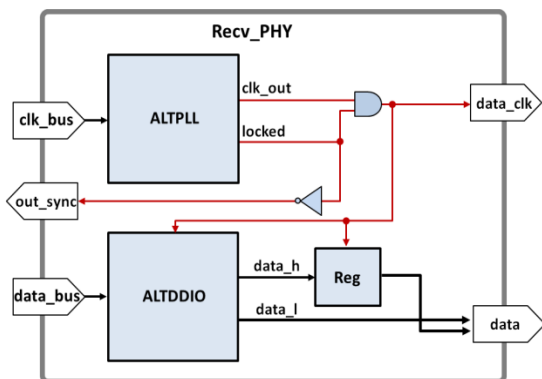 Recv_PHY
clk_bus
ALTPLL
clk_out
locked
data_clk
out_sync
data_bus
ALTDDIO
data_h
data_l
Reg
data